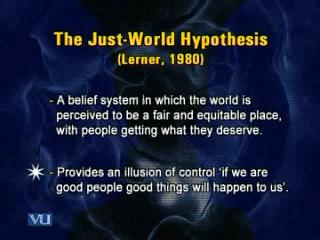 The Just-World Hypothesis
(Lerner, 1980)
- A belief system in which the world is
perceived to be a fair and equitable place,
with people getting what they deserve.
- Provides an illusion of control 'if we are
good people good things will happen to us'.
VU